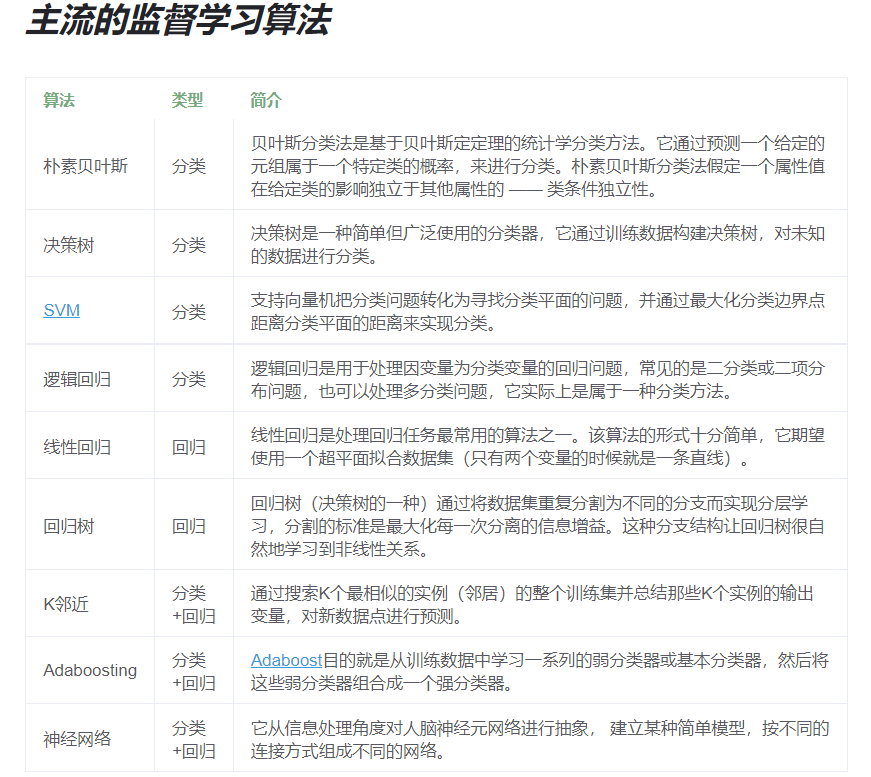 主流的监督学习算法
算法 类型 简介
贝叶斯分类法是基于贝叶斯定定理的统计学分类方法。它通过预测一个给定的
朴素贝叶斯 分类 元组属于一个特定类的概率，来进行分类。朴素贝叶斯分类法假定一个属性值
在给定类的影响独立于其他属性的 —— 类条件独立性。
决策树 分类 决策树是一种简单但广泛使用的分类器，它通过训练数据构建决策树，对未知
的数据进行分类。
SVM 分类 支持向量机把分类问题转化为寻找分类平面的问题，并通过最大化分类边界点
距离分类平面的距离来实现分类。
逻辑回归 分类 逻辑回归是用于处理因变量为分类变量的回归问题，常见的是二分类或二项分
布问题，也可以处理多分类问题，它实际上是属于一种分类方法。
线性回归 回归 线性回归是处理回归任务最常用的算法之一。该算法的形式十分简单，它期望
使用一个超平面拟合数据集（只有两个变量的时候就是一条直线）。
回归树（决策树的一种）通过将数据集重复分割为不同的分支而实现分层学
回归树 回归 习，分割的标准是最大化每一次分离的信息增益。这种分支结构让回归树很自
然地学习到非线性关系。
K邻近 分类 通过搜索K个最相似的实例（邻居）的整个训练集并总结那些K个实例的输出
+回归 变量，对新数据点进行预测。
Adaboosting 分类 Adaboost目的就是从训练数据中学习一系列的弱分类器或基本分类器，然后将
+回归 这些弱分类器组合成一个强分类器。
神经网络 分类 它从信息处理角度对人脑神经元网络进行抽象， 建立某种简单模型，按不同的
+回归 连接方式组成不同的网络。